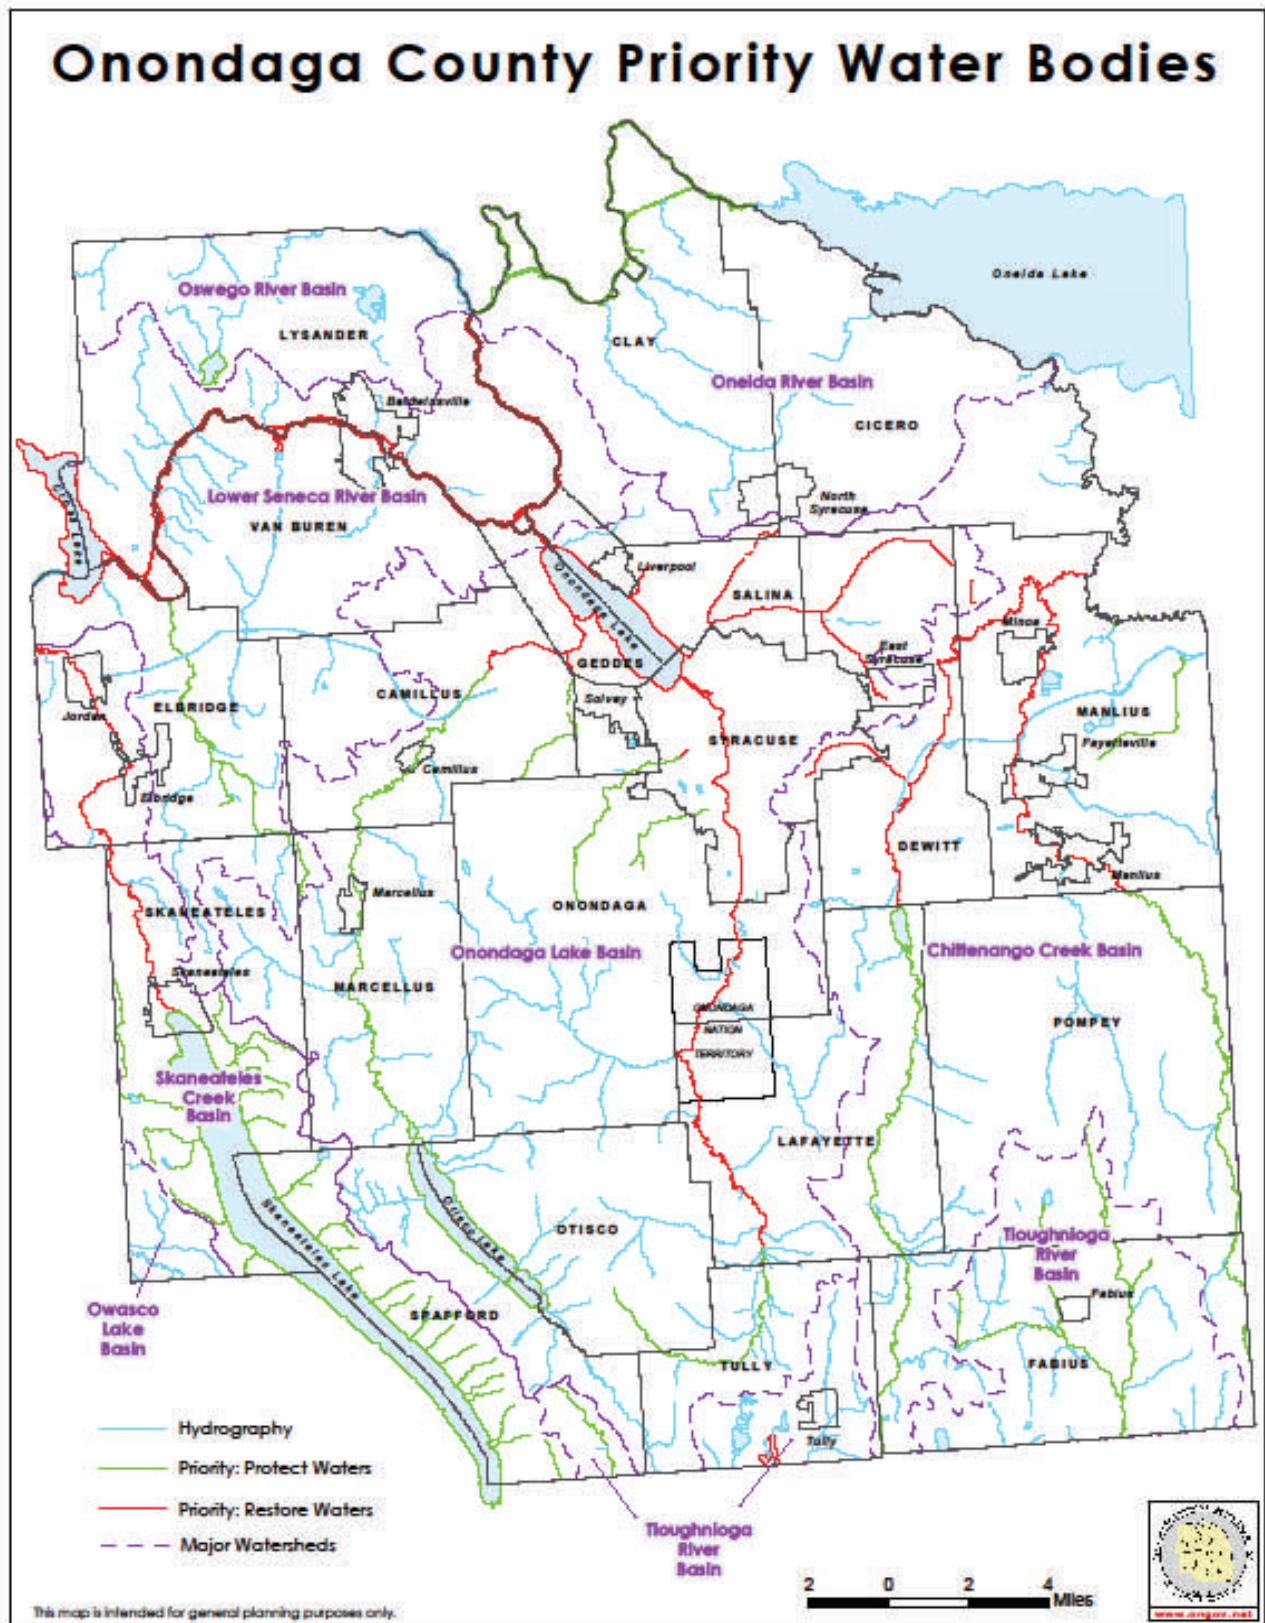 Onondaga County Priority Water Bodies
Oneida Lake
Oswego River Basin
LYSANDER
CLAY
Oneida River Basin
Baldwinsville
CICERO
Cross Lake
Lower Seneca River Basin
VAN BUREN
North
Syracuse
Onondaga Lake
Liverpool
SALINA
Minoa
East
Syracuse
GEDDES
Solvay
CAMILLUS
ELBRIDGE
Jordan
SYRACUSE
MANLIUS
Fayetteville
Camillus
Elbridge
DEWITT
Manlius
Marcellus
SKANEATELES
ONONDAGA
Onondaga Lake Basin
Chittenango Creek Basin
Skaneateles
MARCELLUS
ONONDAGA
NATION
TERRITORY
POMPEY
Skaneateles
Creek
Basin
LAFAYETTE
Skaneateles Lake
Otisco Lake
OTISCO
Tioughnioga
River
Basin
Fabius
Owasco
Lake
Basin
SPAFFORD
TULLY
FABIUS
Tully
Hydrography
Priority: Protect Waters
Priority: Restore Waters
Major Watersheds
Tioughnioga
River
Basin
2 0 2 4
Miles
This map is intended for general planning purposes only.
www.ongov.net